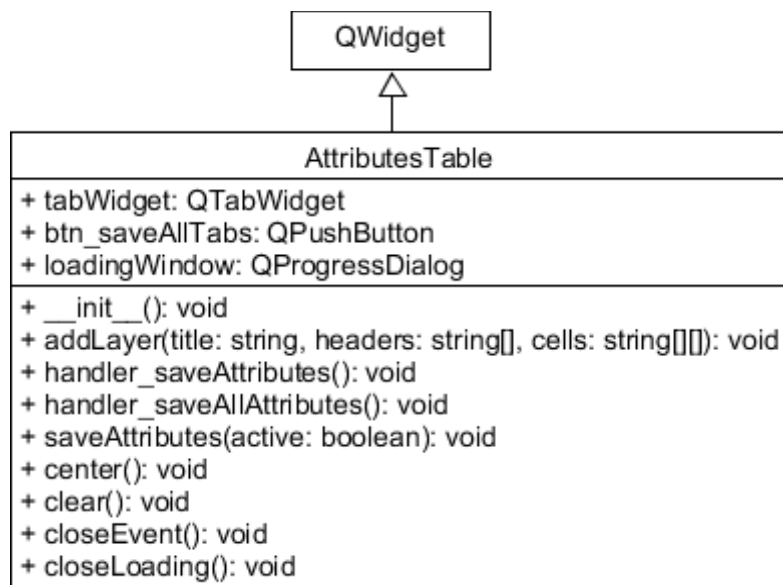 QWidget
AttributesTable
+ tabWidget: QTabWidget
+ btn_saveAllTabs: QPushButton
+ loadingWindow: QProgressDialog
+ __init__(): void
+ addLayer(title: string, headers: string[], cells: string[][]): void
+ handler_saveAttributes(): void
+ handler_saveAllAttributes(): void
+ saveAttributes(active: boolean): void
+ center(): void
+ clear(): void
+ closeEvent(): void
+ closeLoading(): void